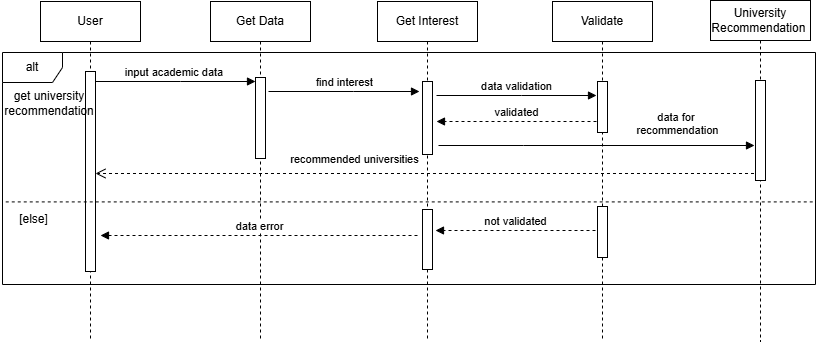 User
Get Data
Get Interest
Validate
University
Recommendation
alt
get university
recommendation
input academic data
find interest
data validation
validated
data for
recommendation
recommended universities
[else]
not validated
data error